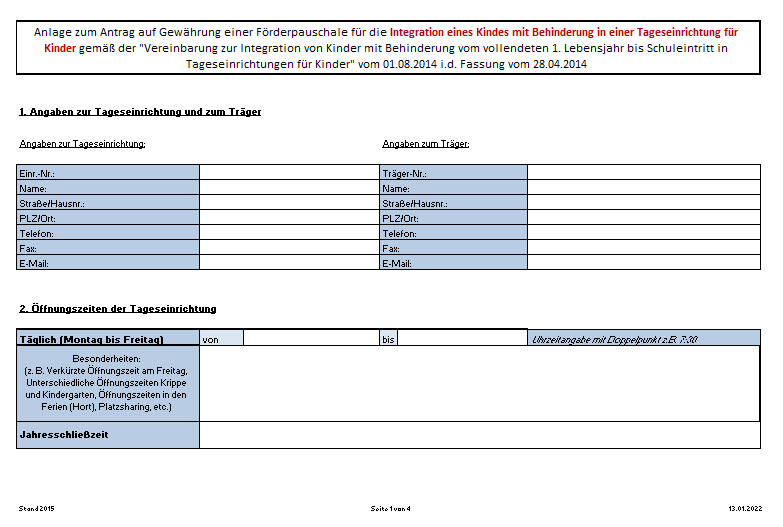 Anlage zum Antrag auf Gewährung einer Förderpauschale für die Integration eines Kindes mit Behinderung in einer Tageseinrichtung für
Kinder gemäß der "Vereinbarung zur Integration von Kinder mit Behinderung vom vollendeten 1. Lebensjahr bis Schuleintritt in
Tageseinrichtungen für Kinder" vom 01.08.2014 i.d. Fassung vom 28.04.2014
1. Angaben zur Tageseinrichtung und zum Träger
Angaben zur Tageseinrichtung: Angaben zum Träger:
Einr.-Nr.: Träger-Nr.:
Name: Name:
Straße/Hausnr.: Straße/Hausnr.:
PLZ/Ort: PLZ/Ort:
Telefon: Telefon:
Fax: Fax:
E-Mail: E-Mail:
2. Öffnungszeiten der Tageseinrichtung
Täglich (Montag bis Freitag) von bis Uhrzeitangabe mit Doppelpunkt z.B. 7:30
Besonderheiten:
(z. B. Verkürzte Öffnungszeit am Freitag,
Unterschiedliche Öffnungszeiten Krippe
und Kindergarten, Öffnungszeiten in den
Ferien (Hort), Platzsharing, etc.)
Jahresschließzeit
Stand 2015 Seite 1 von 4 13.01.2022